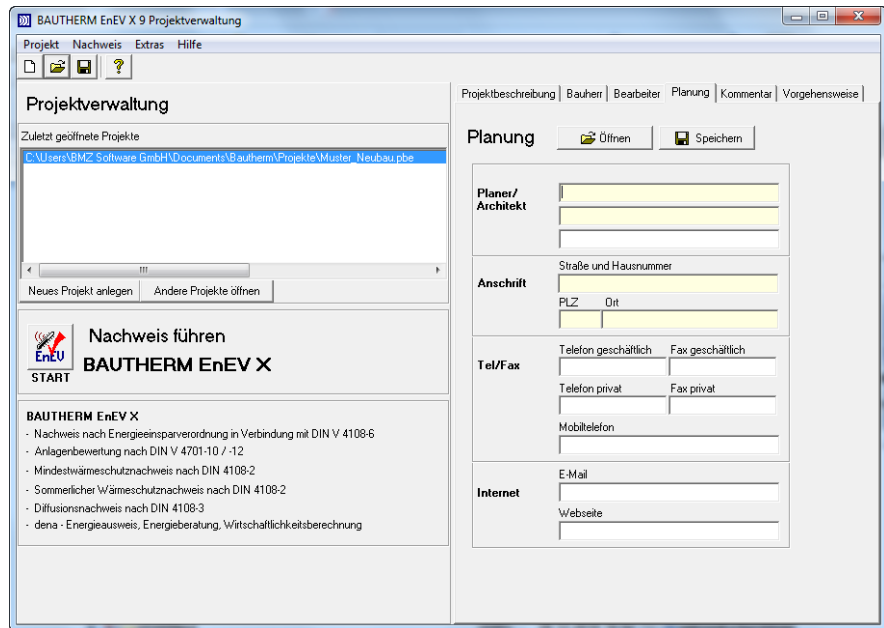 BAUTHERM EnEV X 9 Projektverwaltung
Projekt Nachweis Extras Hilfe
Projektverwaltung
Zuletzt geöffnete Projekte
C:\Users\BMZ Software GmbH\Documents\Bautherm\Projekte\Muster_Neubau.pbe
Neues Projekt anlegen Andere Projekte öffnen
EnEV
START
Nachweis führen
BAUTHERM EnEV X
BAUTHERM EnEV X
- Nachweis nach Energieeinsparverordnung in Verbindung mit DIN V 4108-6
- Anlagenbewertung nach DIN V 4701-10 / -12
- Mindestwärmeschutznachweis nach DIN 4108-2
- Sommerlicher Wärmeschutznachweis nach DIN 4108-2
- Diffusionsnachweis nach DIN 4108-3
- dena - Energieausweis, Energieberatung, Wirtschaftlichkeitsberechnung
Projektbeschreibung Bauherr Bearbeiter Planung Kommentar Vorgehensweise
Planung Öffnen Speichern
Planer/
Architekt
Straße und Hausnummer
Anschrift
PLZ Ort
Telefon geschäftlich Fax geschäftlich
Tel/Fax
Telefon privat Fax privat
Mobiltelefon
E-Mail
Internet
Webseite